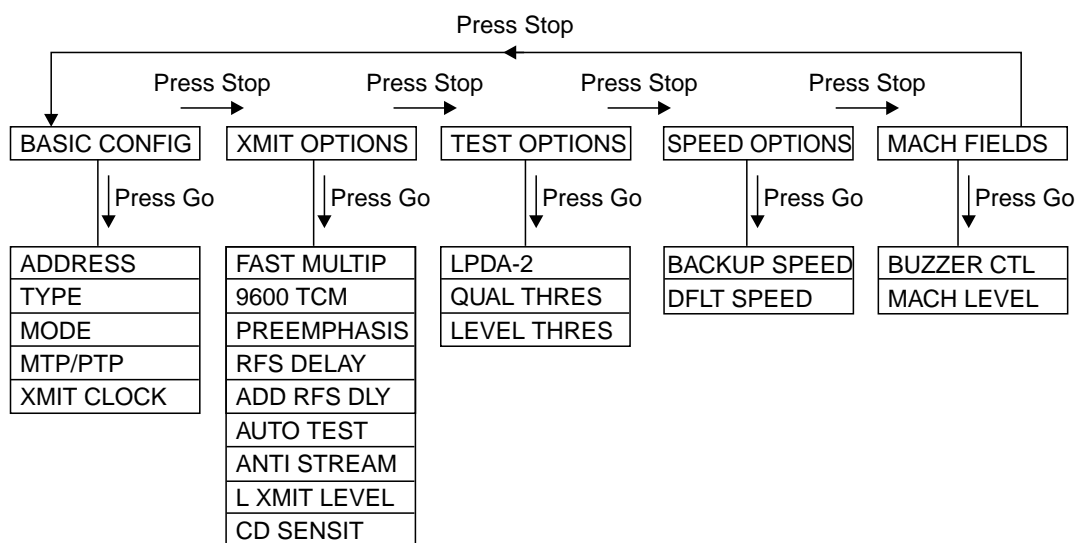 Press Stop
Press Stop
Press Stop
Press Stop
Press Stop
BASIC CONFIG
XMIT OPTIONS
TEST OPTIONS
SPEED OPTIONS
MACH FIELDS
Press Go
Press Go
Press Go
Press Go
Press Go
ADDRESS
TYPE
MODE
MTP/PTP
XMIT CLOCK
FAST MULTIP
9600 TCM
PREEMPHASIS
RFS DELAY
ADD RFS DLY
AUTO TEST
ANTI STREAM
L XMIT LEVEL
CD SENSIT
LPDA-2
QUAL THRES
LEVEL THRES
BACKUP SPEED
DFLT SPEED
BUZZER CTL
MACH LEVEL